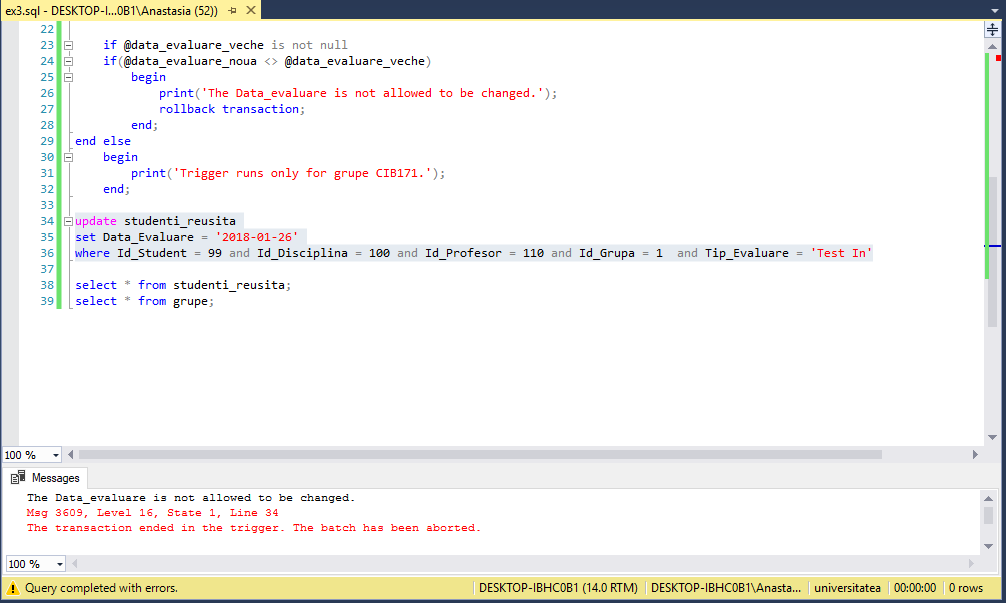 ex3.sql - DESKTOP-I...0B1\Anastasia (52))
22
23 if @data_evaluare_veche is not null
24 if(@data_evaluare_noua <> @data_evaluare_veche)
25 begin
26 print('The Data_evaluare is not allowed to be changed.');
27 rollback transaction;
28 end;
29 end else
30 begin
31 print('Trigger runs only for grupe CIB171.');
32 end;
33
34 update studenti_reusita
35 set Data_Evaluare = '2018-01-26'
36 where Id_Student = 99 and Id_Disciplina = 100 and Id_Profesor = 110 and Id_Grupa = 1 and Tip_Evaluare = 'Test In'
37
38 select * from studenti_reusita;
39 select * from grupe;
100 %
Messages
The Data_evaluare is not allowed to be changed.
Msg 3609, Level 16, State 1, Line 34
The transaction ended in the trigger. The batch has been aborted.
100 %
Query completed with errors. DESKTOP-IBHC0B1 (14.0 RTM) DESKTOP-IBHC0B1\Anasta... universitatea 00:00:00 0 rows